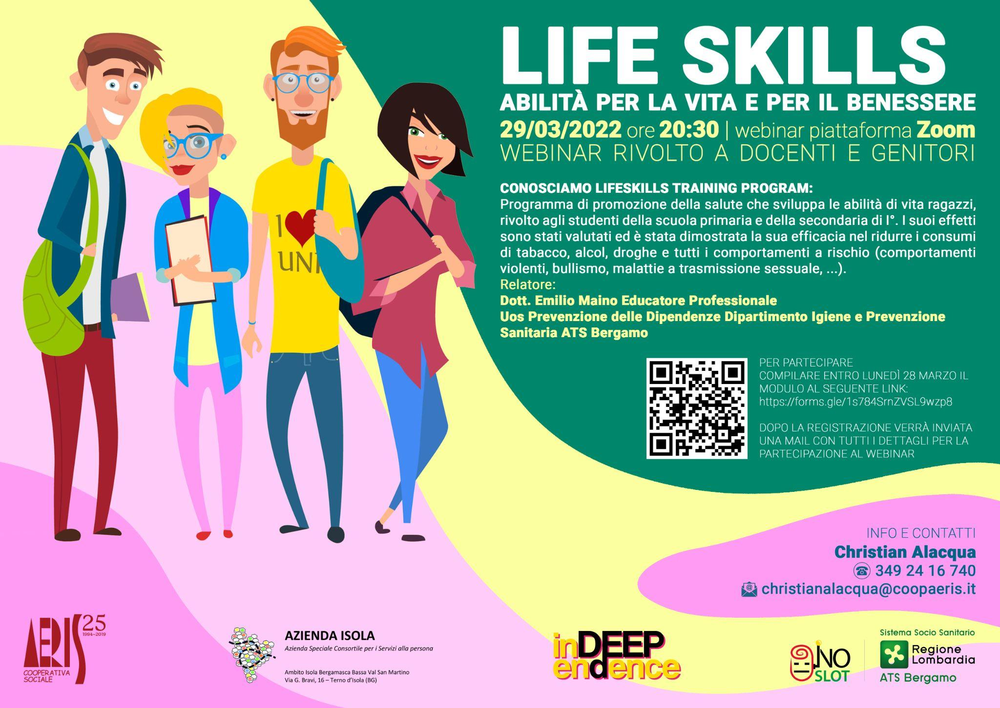 LIFE SKILLS
ABILITÀ PER LA VITA E PER IL BENESSERE
29/03/2022 ore 20:30 | webinar piattaforma Zoom
WEBINAR RIVOLTO A DOCENTI E GENITORI
CONOSCIAMO LIFESKILLS TRAINING PROGRAM:
Programma di promozione della salute che sviluppa le abilità di vita ragazzi,
rivolto agli studenti della scuola primaria e della secondaria di I°. I suoi effetti
sono stati valutati ed è stata dimostrata la sua efficacia nel ridurre i consumi
di tabacco, alcol, droghe e tutti i comportamenti a rischio (comportamenti
violenti, bullismo, malattie a trasmissione sessuale, ...).
Relatore:
Dott. Emilio Maino Educatore Professionale
Uos Prevenzione delle Dipendenze Dipartimento Igiene e Prevenzione
Sanitaria ATS Bergamo
I
UNI
PER PARTECIPARE
COMPILARE ENTRO LUNEDÌ 28 MARZO IL
MODULO AL SEGUENTE LINK:
https://forms.gle/1s784SrnZVSL9wzp8
DOPO LA REGISTRAZIONE VERRÀ INVIATA
UNA MAIL CON TUTTI I DETTAGLI PER LA
PARTECIPAZIONE AL WEBINAR
INFO E CONTATTI
Christian Alacqua
349 24 16 740
christianalacqua@coopaeris.it
AERIS 25
1994~2019
COOPERATIVA
SOCIALE
AZIENDA ISOLA
Azienda Speciale Consortile per i Servizi alla persona
Ambito Isola Bergamasca Bassa Val San Martino
Via G. Bravi, 16 – Terno d'Isola (BG)
inDEEP
endence
NO
SLOT
Sistema Socio Sanitario
Regione
Lombardia
ATS Bergamo